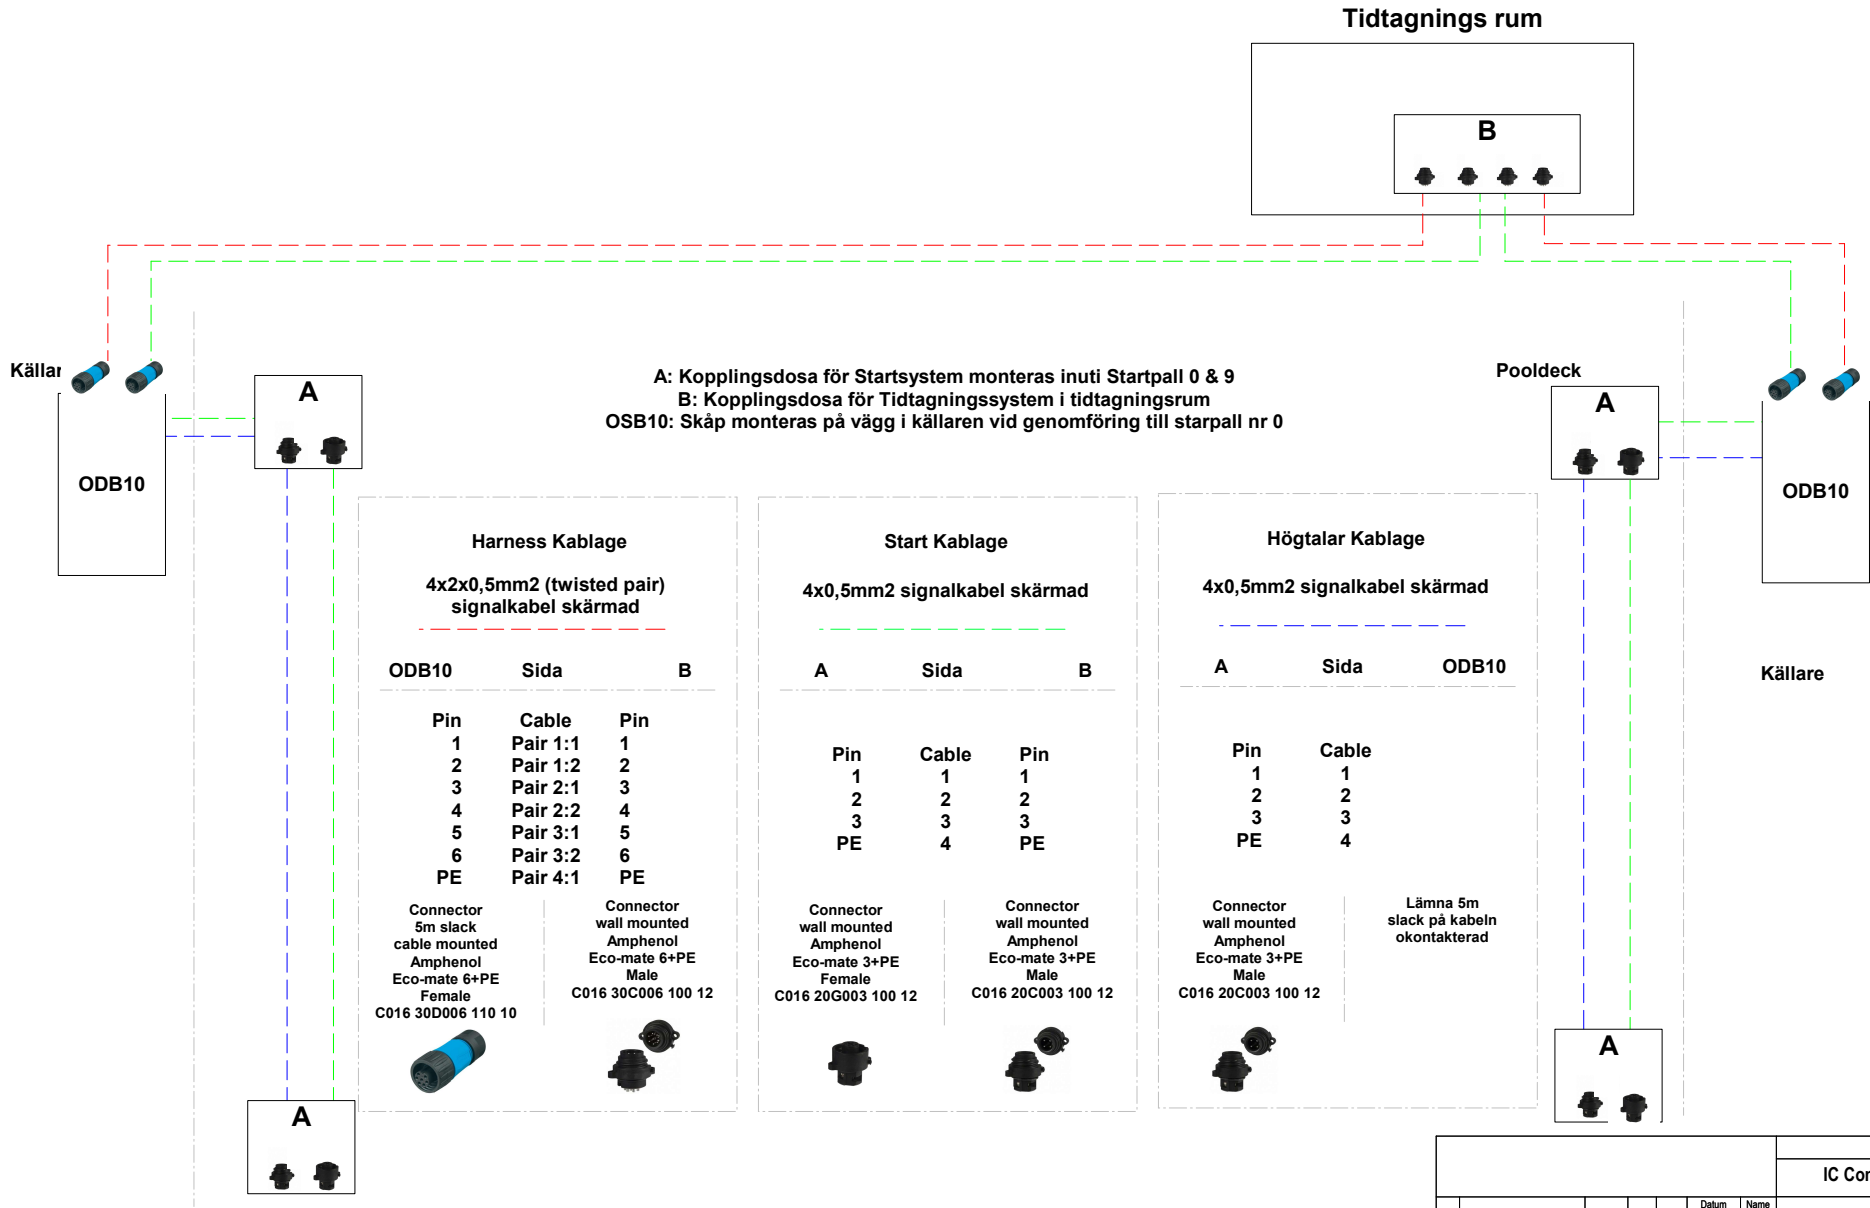 Tidtagnings rum
B
Källar
Pooldeck
A: Kopplingsdosa för Startsystem monteras inuti Startpall 0 & 9
B: Kopplingsdosa för Tidtagningssystem i tidtagningsrum
OSB10: Skåp monteras på vägg i källaren vid genomföring till starpall nr 0
A
A
ODB10
ODB10
Harness Kablage
4x2x0,5mm2 (twisted pair)
signalkabel skärmad
ODB10 Sida B
Pin Cable Pin
1 Pair 1:1 1
2 Pair 1:2 2
3 Pair 2:1 3
4 Pair 2:2 4
5 Pair 3:1 5
6 Pair 3:2 6
PE Pair 4:1 PE
Connector
5m slack
cable mounted
Amphenol
Eco-mate 6+PE
Female
C016 30D006 110 10
Connector
wall mounted
Amphenol
Eco-mate 6+PE
Male
C016 30C006 100 12
Start Kablage
4x0,5mm2 signalkabel skärmad
A Sida B
Pin Cable Pin
1 1 1
2 2 2
3 3 3
PE 4 PE
Connector
wall mounted
Amphenol
Eco-mate 3+PE
Female
C016 20G003 100 12
Connector
wall mounted
Amphenol
Eco-mate 3+PE
Male
C016 20C003 100 12
Högtalar Kablage
4x0,5mm2 signalkabel skärmad
A Sida ODB10
Pin Cable
1 1
2 2
3 3
PE 4
Connector
wall mounted
Amphenol
Eco-mate 3+PE
Male
C016 20C003 100 12
Lämna 5m
slack på kabeln
okontakterad
Källare
A
A
IC Con
Datum Name